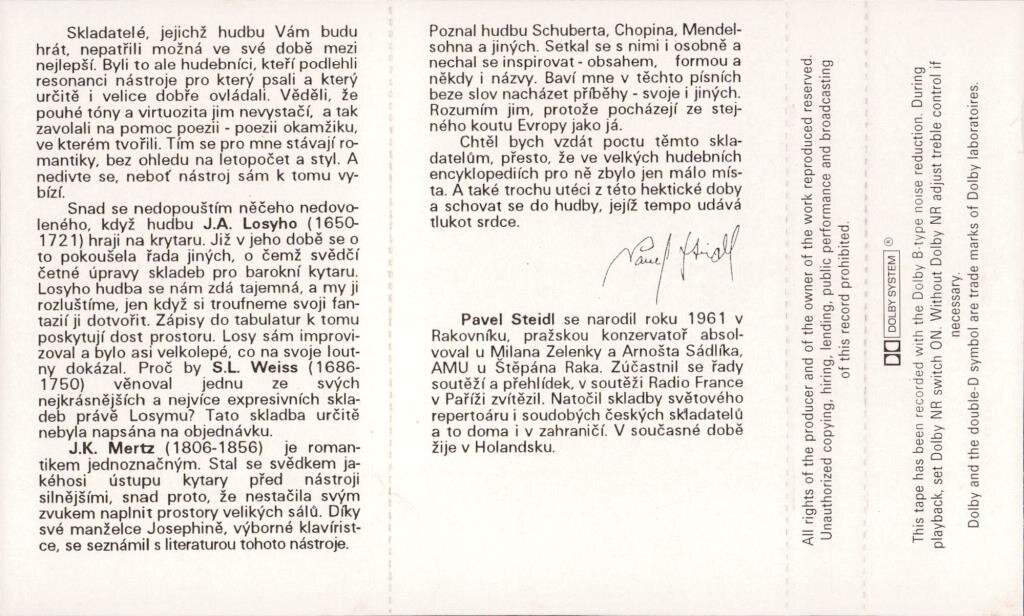 Skladatelé, jejichž hudbu Vám budu
hrát, nepatřili možná ve své době mezi
nejlepší. Byli to ale hudebníci, kteří podlehli
resonanci nástroje pro který psali a který
určitě i velice dobře ovládali. Věděli, že
pouhé tóny a virtuozita jim nevystačí, a tak
zavolali na pomoc poezii - poezii okamžiku,
ve kterém tvořili. Tím se pro mne stávají ro-
mantiky, bez ohledu na letopočet a styl. A
nedivte se, neboť nástroj sám k tomu vy-
bízí.
Snad se nedopouštím něčeho nedovo-
leného, když hudbu J.A. Losyho (1650-
1721) hraji na krytaru. Již v jeho době se o
to pokoušela řada jiných, o čemž svědčí
četné úpravy skladeb pro barokní kytaru.
Losyho hudba se nám zdá tajemná, a my ji
rozluštíme, jen když si troufneme svoji fan-
tazií ji dotvořit. Zápisy do tabulatur k tomu
poskytují dost prostoru. Losy sám improvi-
zoval a bylo asi velkolepé, co na svoje lout-
ny dokázal. Proč by S.L. Weiss (1686-
1750) věnoval jednu ze svých
nejkrásnějších a nejvíce expresivních skla-
deb právě Losymu? Tato skladba určitě
nebyla napsána na objednávku.
J.K. Mertz (1806-1856) je roman-
tikem jednoznačným. Stal se svědkem ja-
kéhosi ústupu kytary před nástroji
silnějšími, snad proto, že nestačila svým
zvukem naplnit prostory velikých sálů. Díky
své manželce Josephině, výborné klavírist-
ce, se seznámil s literaturou tohoto nástroje.
Poznal hudbu Schuberta, Chopina, Mendel-
sohna a jiných. Setkal se s nimi i osobně a
nechal se inspirovat - obsahem, formou a
někdy i názvy. Baví mne v těchto písních
beze slov nacházet příběhy - svoje i jiných.
Rozumím jim, protože pocházejí ze stej-
ného koutu Evropy jako já.
Chtěl bych vzdát poctu těmto skla-
datelům, přesto, že ve velkých hudebních
encyklopediích pro ně zbylo jen málo mís-
ta. A také trochu utéci z této hektické doby
a schovat se do hudby, jejíž tempo udává
tlukot srdce.
Pavel Steidl
Pavel Steidl se narodil roku 1961 v
Rakovníku, pražskou konzervatoř absol-
voval u Milana Zelenky a Arnošta Sádlíka,
AMU u Štěpána Raka. Zúčastnil se řady
soutěží a přehlídek, v soutěži Radio France
v Paříži zvítězil. Natočil skladby světového
repertoáru i soudobých českých skladatelů
a to doma i v zahraničí. V současné době
žije v Holandsku.
All rights of the producer and of the owner of the work reproduced reserved.
Unauthorized copying, hiring, lending, public performance and broadcasting
of this record prohibited.
DOLBY SYSTEM ®
This tape has been recorded with the Dolby B-type noise reduction. During
playback, set Dolby NR switch ON. Without Dolby NR adjust treble control if
necessary.
Dolby and the double-D symbol are trade marks of Dolby laboratoires.